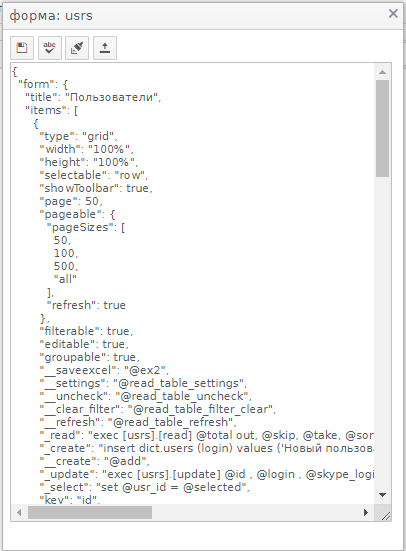 форма: usrs
abc
{
"form": {
"title": "Пользователи",
"items": [
{
"type": "grid",
"width": "100%",
"height": "100%",
"selectable": "row",
"showToolbar": true,
"page": 50,
"pageable": {
"pageSizes": [
50,
100,
500,
"all"
],
"refresh": true
},
"filterable": true,
"editable": true,
"groupable": true,
"__saveexcel": "@ex2",
"__settings": "@read_table_settings",
"__uncheck": "@read_table_uncheck",
"__clear_filter": "@read_table_filter_clear",
"__refresh": "@read_table_refresh",
"_read": "exec [usrs].[read] @total out, @skip, @take, @sor
"_create": "insert dict.users (login) values ('Новый пользова
"__create": "@add",
"_update": "exec [usrs].[update] @id , @login , @skype_logi
"_select": "set @usr_id = @selected",
"key": "id",